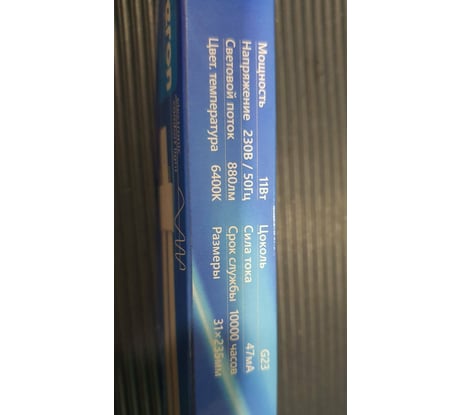 Мощность 11Вт Цоколь G23
Напряжение 230В / 50Гц Сила тока 47мА
Световой поток 880лм Срок службы 10000 часов
Цвет. температура 6400К Размеры 31×235мм